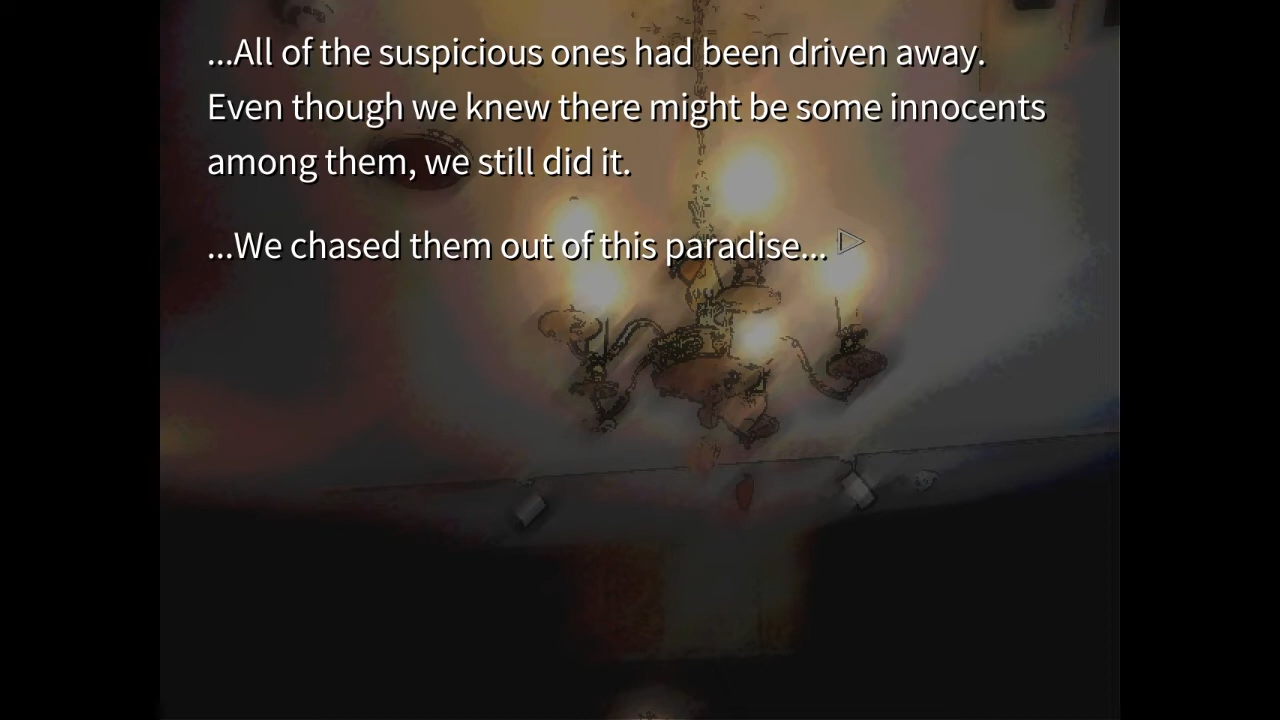 ...All of the suspicious ones had been driven away.
Even though we knew there might be some innocents
among them, we still did it.
...We chased them out of this paradise...